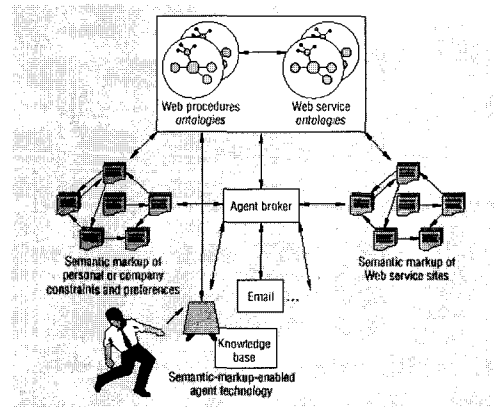 Web procedures
ontologies
Web service
ontologies
Agent broker
Semantic markup of
personal or company
constraints and preferences
Semantic markup of
Web service sites
Email
...
Knowledge
base
Semantic-markup-enabled
agent technology